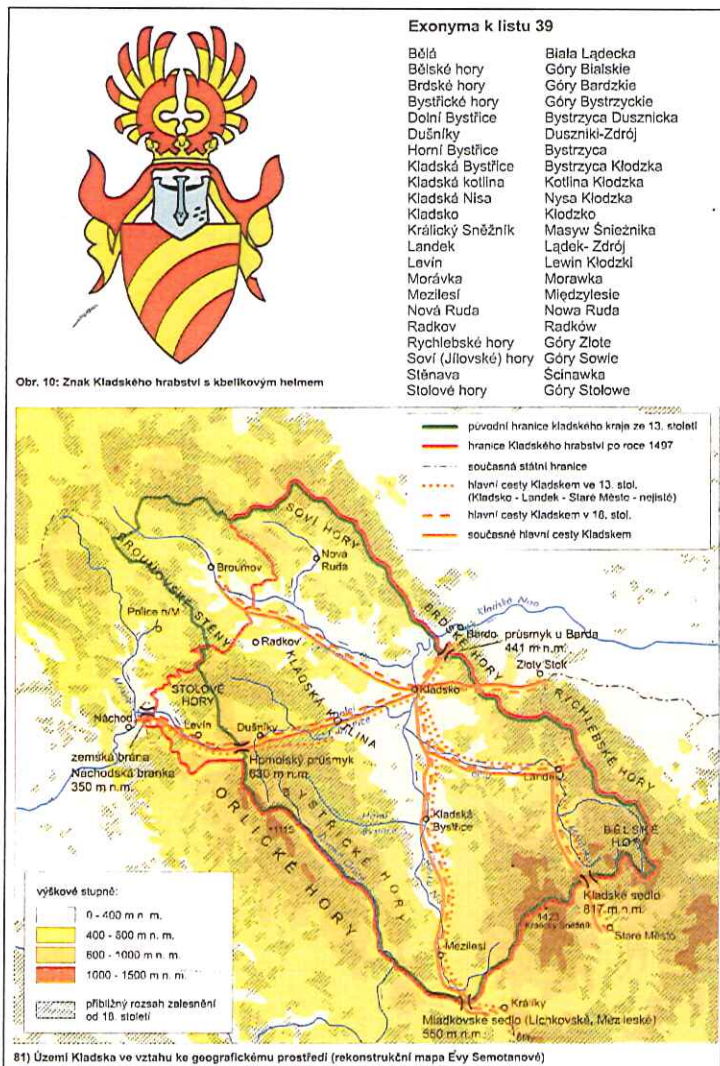 Exonyma k listu 39
Bělá Biała Lądecka
Bělské hory Góry Bialskie
Brdské hory Góry Bardzkie
Bystřické hory Góry Bystrzyckie
Dolní Bystřice Bystrzyca Dusznicka
Dušníky Duszniki-Zdrój
Horní Bystřice Bystrzyca
Kladská Bystřice Bystrzyca Kłodzka
Kladská kotlina Kotlina Kłodzka
Kladská Nisa Nysa Kłodzka
Kladsko Kłodzko
Králický Sněžník Masyw Śnieżnika
Landek Lądek- Zdrój
Levín Lewin Kłodzki
Morávka Morawka
Mezilesí Międzylesie
Nová Ruda Nowa Ruda
Radkov Radków
Rychlebské hory Góry Złote
Soví (Jílovské) hory Góry Sowie
Stěnava Ścinawka
Stolové hory Góry Stołowe
Obr. 10: Znak Kladského hrabství s kbelíkovým helmem
původní hranice kladského kraje ze 13. století
hranice Kladského hrabství po roce 1497
současná státní hranice
hlavní cesty Kladskem ve 13. stol.
(Kladsko - Landek - Staré Město - nejisté)
hlavní cesty Kladskem v 18. stol.
současné hlavní cesty Kladskem
SOVÍ HORY
BROUMOVSKÉ STĚNY
Broumov
Nová
Ruda
Police n/M
Radkov
BRDSKÉ HORY
Kladská Nisa
Bardo
průsmyk u Barda
441 m n.m.
Złoty Stok
STOLOVÉ
HORY
KLADSKÁ KOTLINA
Kladsko
RYCHLEBSKÉ HORY
Náchod
Levín
Dušníky
zemská brána
Náchodská branka
350 m n.m.
Homolský průsmyk
630 m n.m.
Landek
ORLICKÉ HORY
BYSTŘICKÉ HORY
1115
Kladská
Bystřice
BĚLSKÉ
HORY
Kladské sedlo
817 m n.m.
1423
Králický Sněžník
Staré Město
Mezilesí
Králíky
Mladkovské sedlo (Lichkovské, Mezileské)
550 m n.m.
výškové stupně:
0 - 400 m n. m.
400 - 600 m n. m.
600 - 1000 m n. m.
1000 - 1500 m n. m.
přibližný rozsah zalesnění
od 18. století
81) Území Kladska ve vztahu ke geografickému prostředí (rekonstrukční mapa Evy Semotanové)